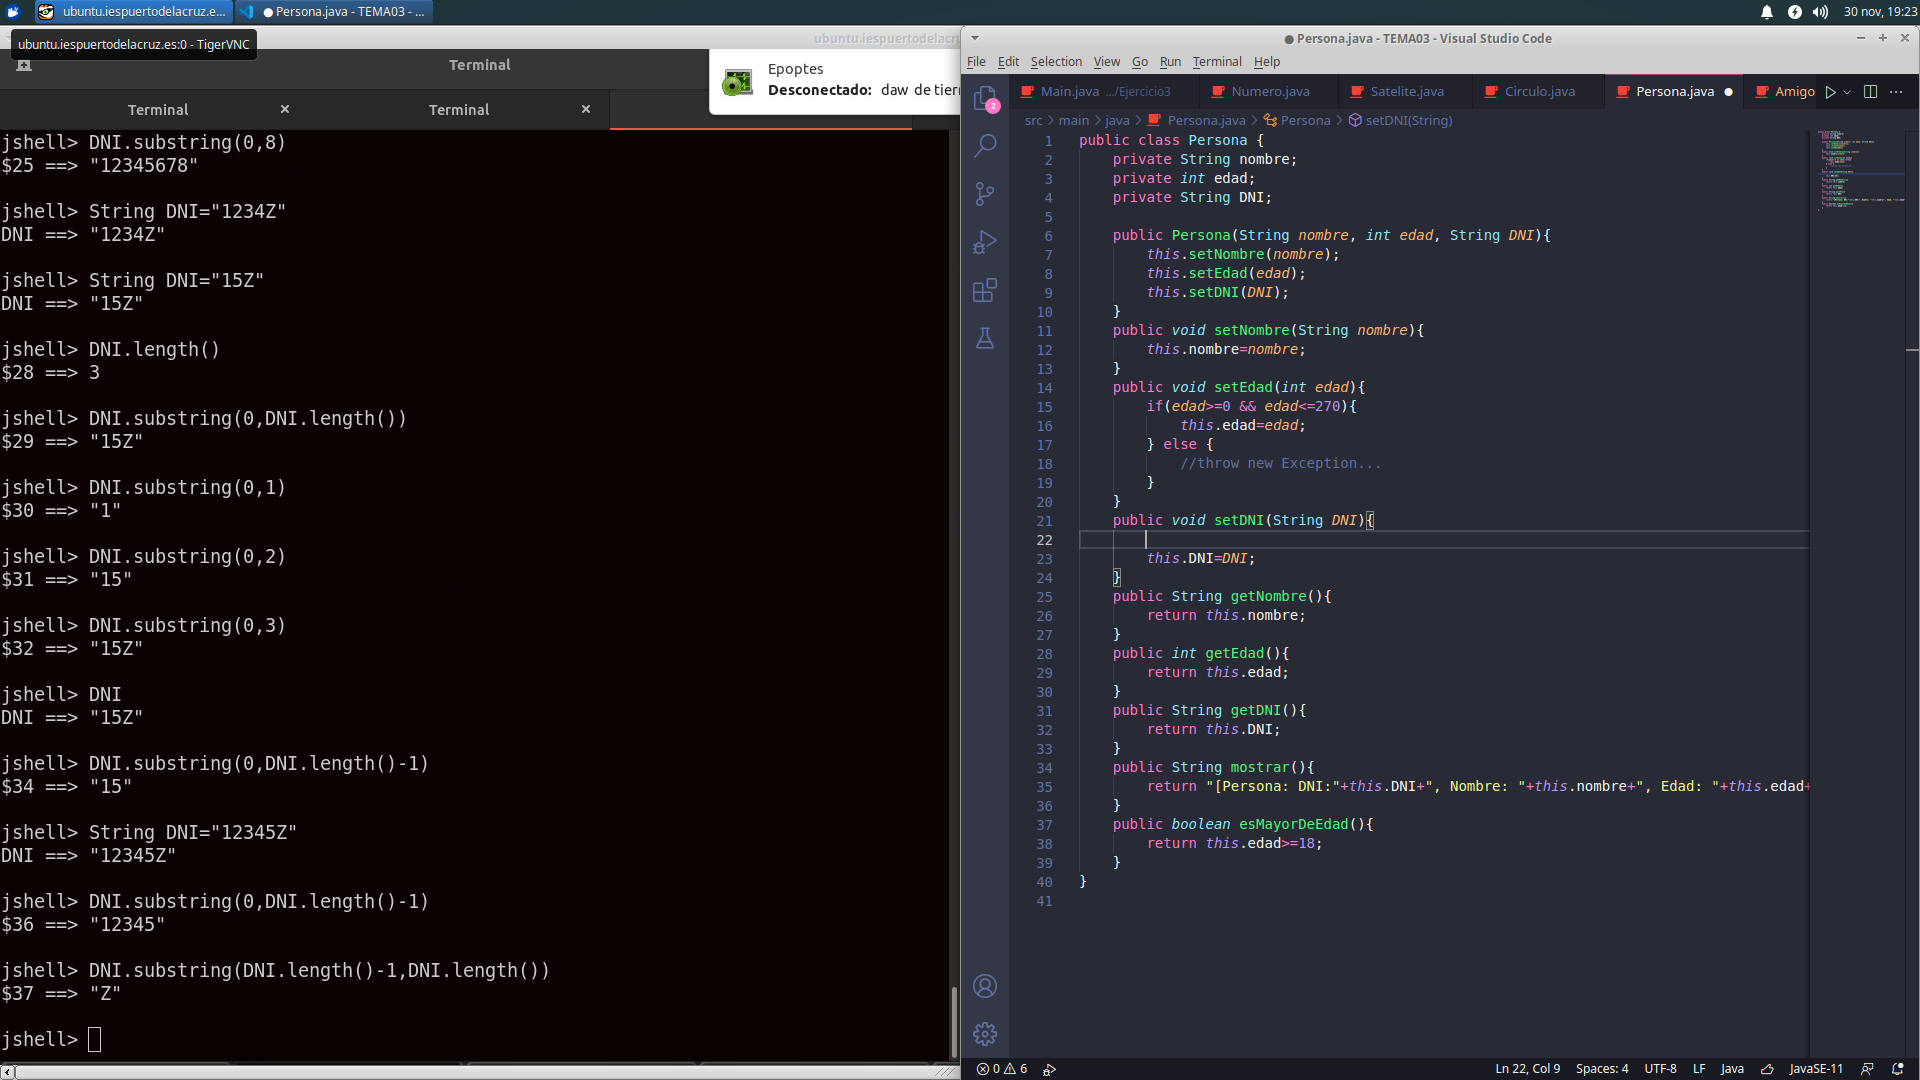 ubuntu.iespuertodelacruz.e...
● Persona.java - TEMA03 - ...
30 nov, 19:23
ubuntu.iespuertodelacruz.es:0 - TigerVNC
ubuntu.iespuertodelacru
Terminal
Epoptes
Desconectado: daw de tier
Terminal ×
Terminal ×
jshell> DNI.substring(0,8)
$25 ==> "12345678"
jshell> String DNI="1234Z"
DNI ==> "1234Z"
jshell> String DNI="15Z"
DNI ==> "15Z"
jshell> DNI.length()
$28 ==> 3
jshell> DNI.substring(0,DNI.length())
$29 ==> "15Z"
jshell> DNI.substring(0,1)
$30 ==> "1"
jshell> DNI.substring(0,2)
$31 ==> "15"
jshell> DNI.substring(0,3)
$32 ==> "15Z"
jshell> DNI
DNI ==> "15Z"
jshell> DNI.substring(0,DNI.length()-1)
$34 ==> "15"
jshell> String DNI="12345Z"
DNI ==> "12345Z"
jshell> DNI.substring(0,DNI.length()-1)
$36 ==> "12345"
jshell> DNI.substring(DNI.length()-1,DNI.length())
$37 ==> "Z"
jshell>
● Persona.java - TEMA03 - Visual Studio Code
File Edit Selection View Go Run Terminal Help
2
Main.java .../Ejercicio3
Numero.java
Satelite.java
Circulo.java
Persona.java ●
Amigo
src > main > java > Persona.java > Persona > setDNI(String)
1 public class Persona {
2 private String nombre;
3 private int edad;
4 private String DNI;
5
6 public Persona(String nombre, int edad, String DNI){
7 this.setNombre(nombre);
8 this.setEdad(edad);
9 this.setDNI(DNI);
10 }
11 public void setNombre(String nombre){
12 this.nombre=nombre;
13 }
14 public void setEdad(int edad){
15 if(edad>=0 && edad<=270){
16 this.edad=edad;
17 } else {
18 //throw new Exception...
19 }
20 }
21 public void setDNI(String DNI){
22
23 this.DNI=DNI;
24 }
25 public String getNombre(){
26 return this.nombre;
27 }
28 public int getEdad(){
29 return this.edad;
30 }
31 public String getDNI(){
32 return this.DNI;
33 }
34 public String mostrar(){
35 return "[Persona: DNI:"+this.DNI+", Nombre: "+this.nombre+", Edad: "+this.edad+
36 }
37 public boolean esMayorDeEdad(){
38 return this.edad>=18;
39 }
40 }
41
0 6
Ln 22, Col 9 Spaces: 4 UTF-8 LF Java JavaSE-11